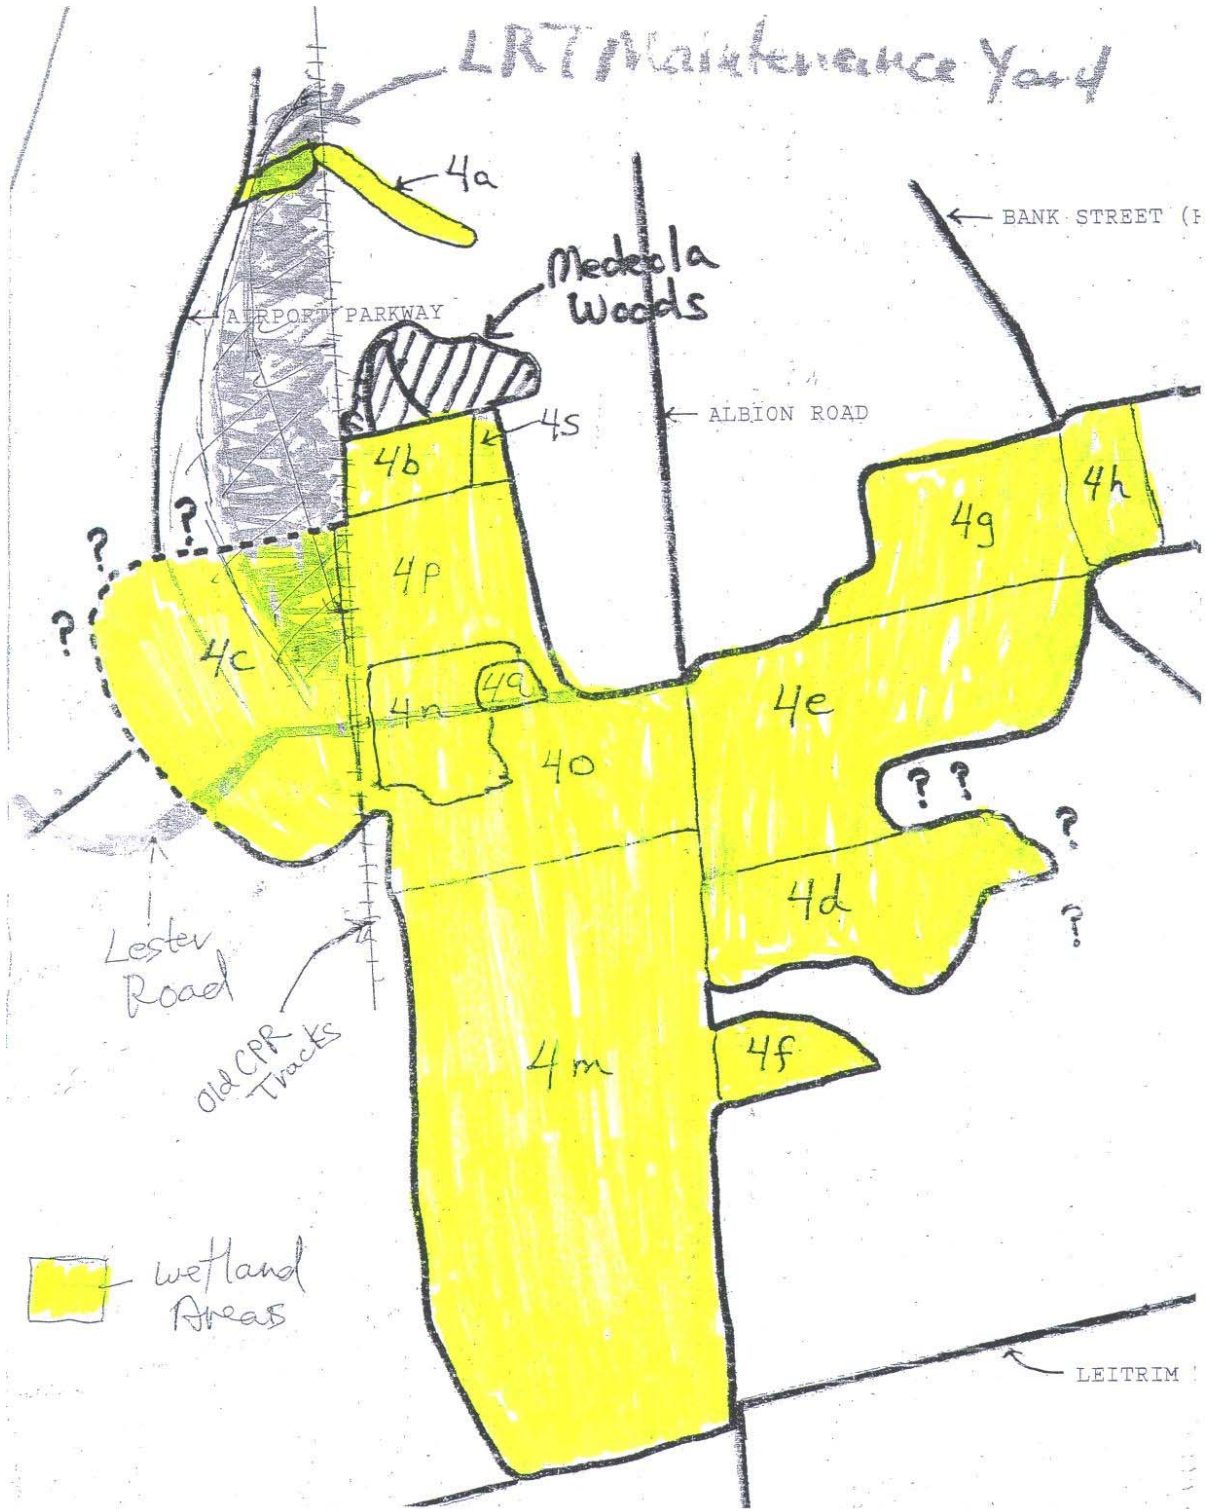 LRT Maintenance Yard
4a
BANK STREET (
Medeola
Woods
AIRPORT PARKWAY
ALBION ROAD
4s
4b
4h
4g
?
?
4p
?
4c
4q
4n
4e
4o
? ?
?
4d
?
Lester
Road
Old CPR
Tracks
4m
4f
wetland
Areas
LEITRIM